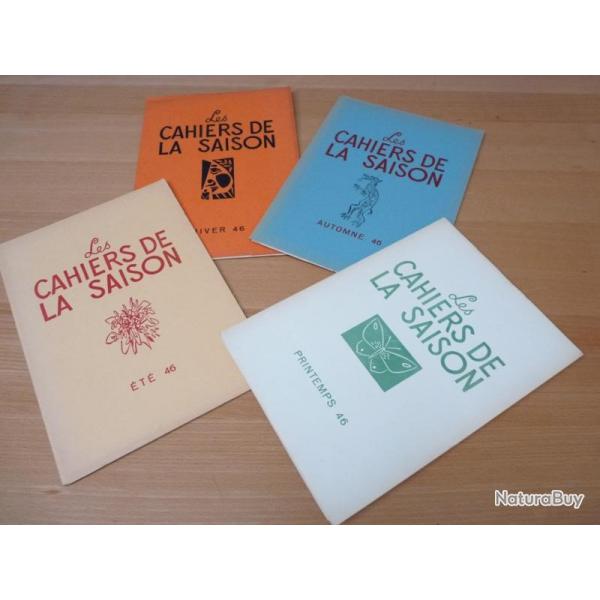 Les
CAHIERS DE
LA SAISON
HIVER 46
Les
CAHIERS DE
LA SAISON
AUTOMNE 46
Les
CAHIERS DE
LA SAISON
ÉTÉ 46
Les
CAHIERS DE
LA SAISON
PRINTEMPS 46
NaturaBuy